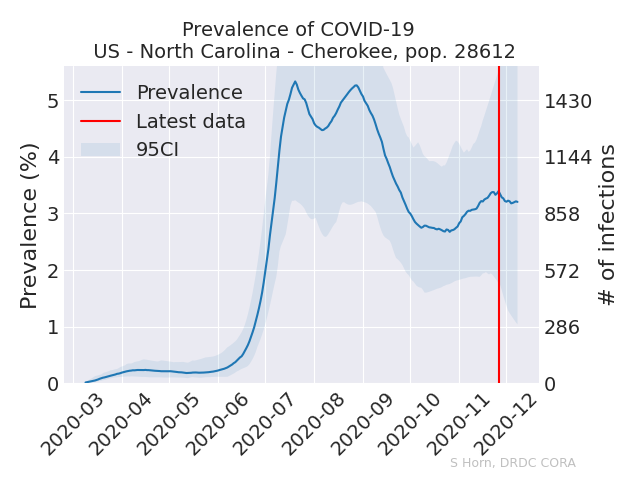 Prevalence of COVID-19
US - North Carolina - Cherokee, pop. 28612
Prevalence
Latest data
95CI
Prevalence (%)
5
4
3
2
1
0
1430
1144
858
572
286
0
# of infections
2020-03
2020-04
2020-05
2020-06
2020-07
2020-08
2020-09
2020-10
2020-11
2020-12
S Horn, DRDC CORA